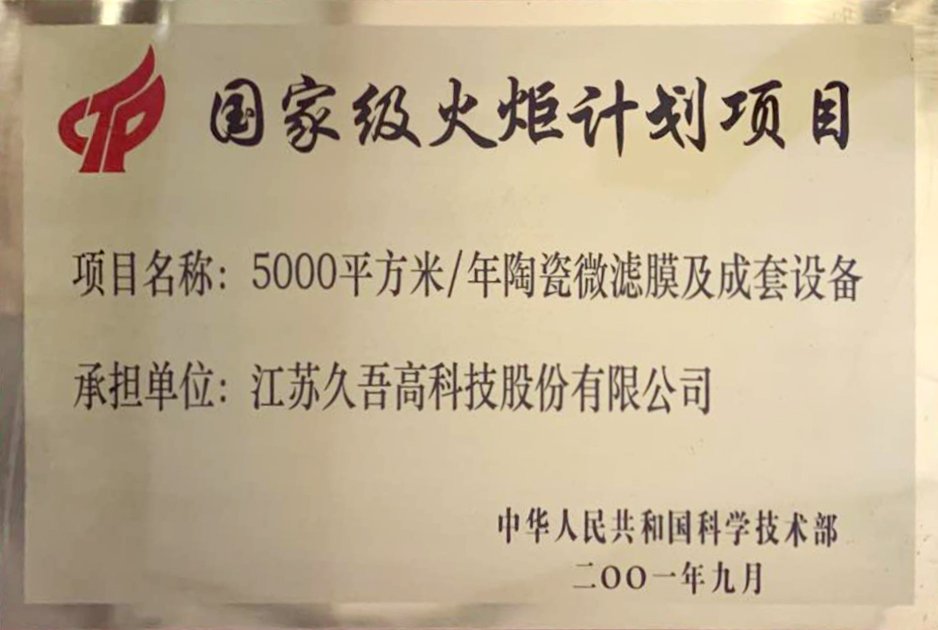 国家级火炬计划项目
项目名称：5000平方米/年陶瓷微滤膜及成套设备
承担单位：江苏久吾高科技股份有限公司
中华人民共和国科学技术部
二〇〇一年九月